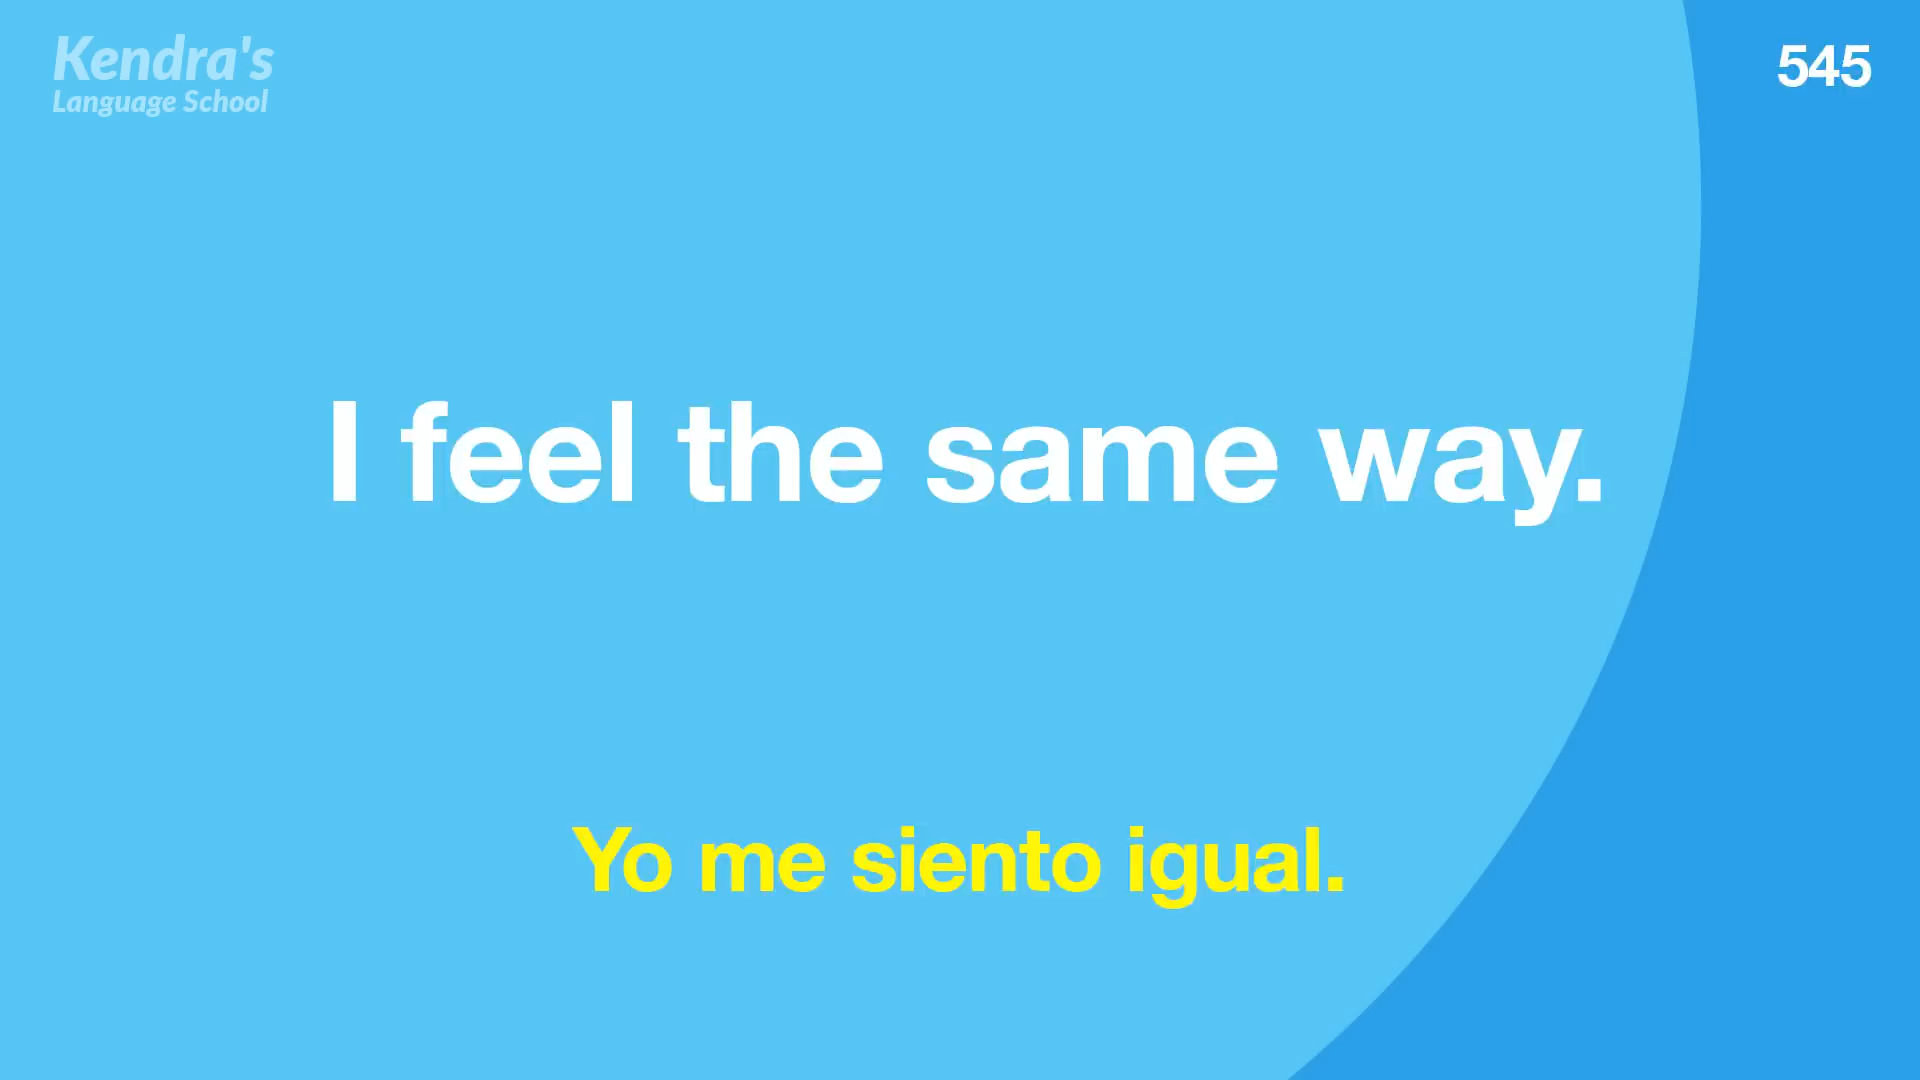 Kendra's
Language School
545
I feel the same way.
Yo me siento igual.